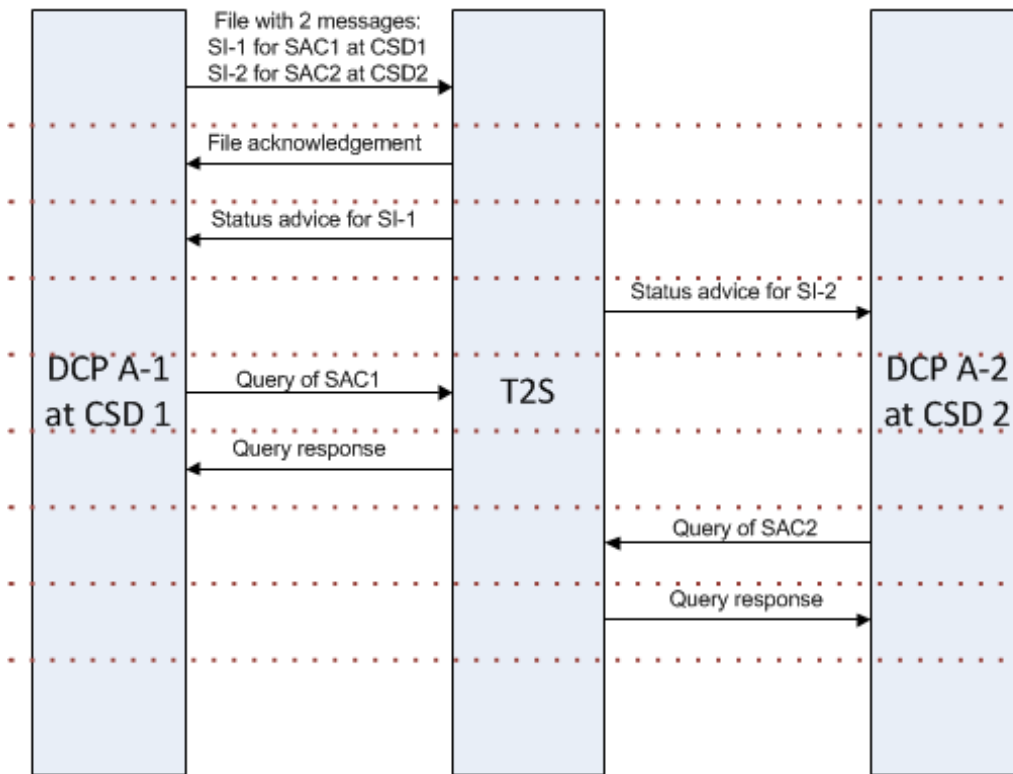 File with 2 messages:
SI-1 for SAC1 at CSD1
SI-2 for SAC2 at CSD2
File acknowledgement
Status advice for SI-1
Status advice for SI-2
DCP A-1
at CSD 1
Query of SAC1
T2S
DCP A-2
at CSD 2
Query response
Query of SAC2
Query response